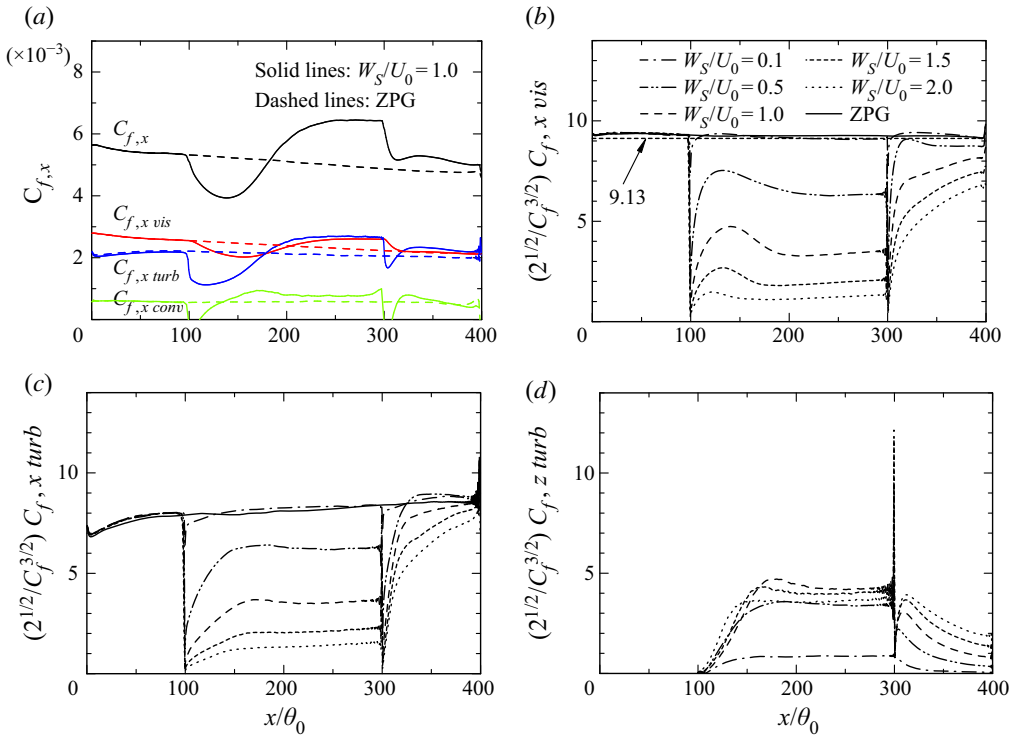 (a)
(×10⁻³)
8
6
4
2
0
100
200
300
400
C_f,x
Solid lines: W_S/U_0 = 1.0
Dashed lines: ZPG
C_f,x
C_f,x vis
C_f,x turb
C_f,x conv
(b)
10
5
0
100
200
300
400
(2^{1/2}/C_f^{3/2}) C_f, x vis
W_S/U_0 = 0.1
W_S/U_0 = 0.5
W_S/U_0 = 1.0
W_S/U_0 = 1.5
W_S/U_0 = 2.0
ZPG
9.13
(c)
10
5
0
100
200
300
400
(2^{1/2}/C_f^{3/2}) C_f, x turb
x/θ_0
(d)
10
5
0
100
200
300
400
(2^{1/2}/C_f^{3/2}) C_f, z turb
x/θ_0